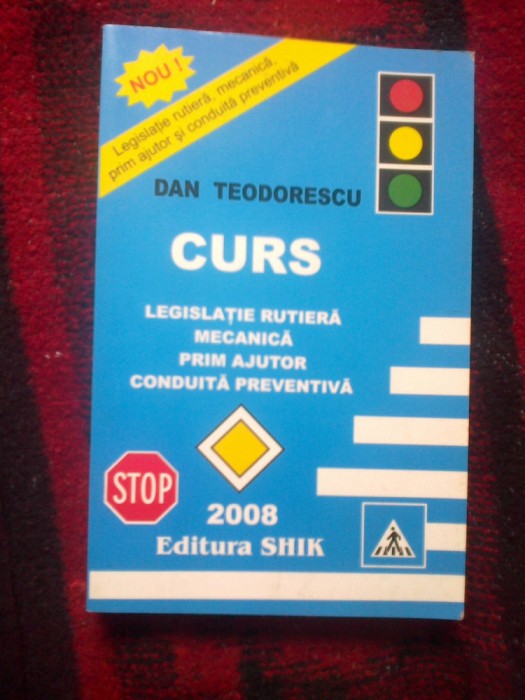 NOU !
Legislație rutieră, mecanică,
prim ajutor și conduită preventivă
DAN TEODORESCU
CURS
LEGISLAȚIE RUTIERĂ
MECANICĂ
PRIM AJUTOR
CONDUITĂ PREVENTIVĂ
STOP
2008
Editura SHIK